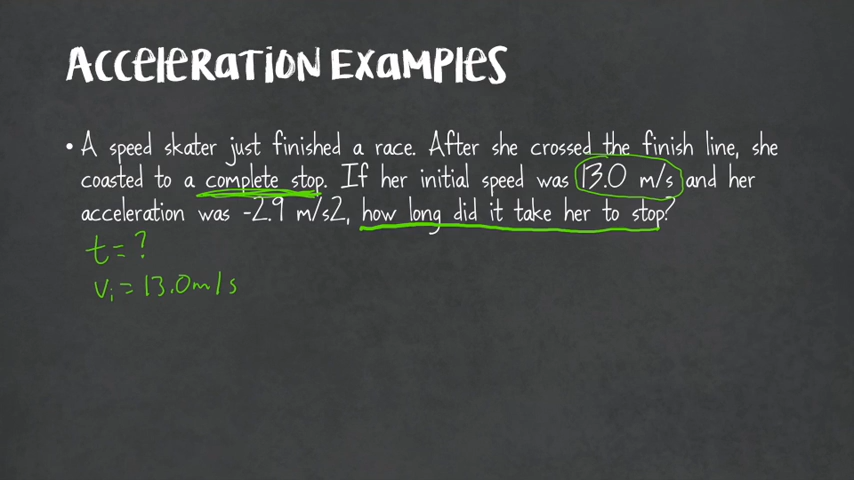 Acceleration Examples
• A speed skater just finished a race. After she crossed the finish line, she
coasted to a complete stop. If her initial speed was 13.0 m/s and her
acceleration was -2.9 m/s2, how long did it take her to stop?
t = ?
vi = 13.0m/s